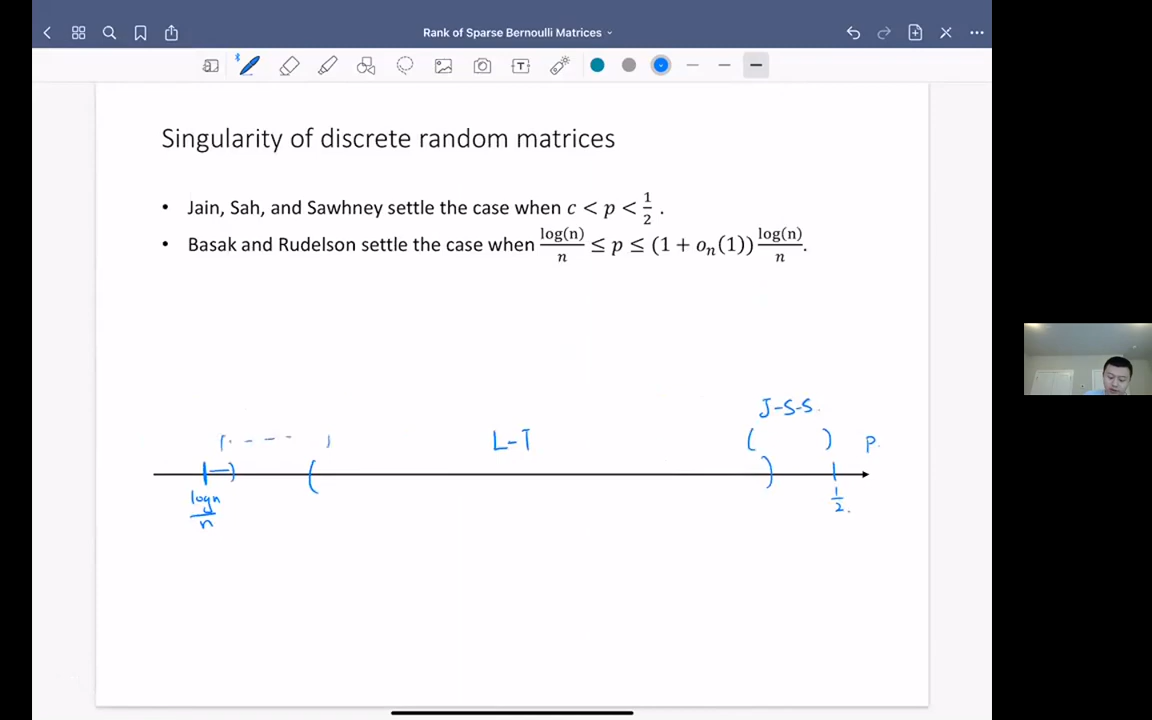 Rank of Sparse Bernoulli Matrices
Singularity of discrete random matrices
• Jain, Sah, and Sawhney settle the case when c < p < 1/2 .
• Basak and Rudelson settle the case when log(n)/n ≤ p ≤ (1 + oₙ(1)) log(n)/n.
J-S-S.
L-T
p.
logn/n
1/2.